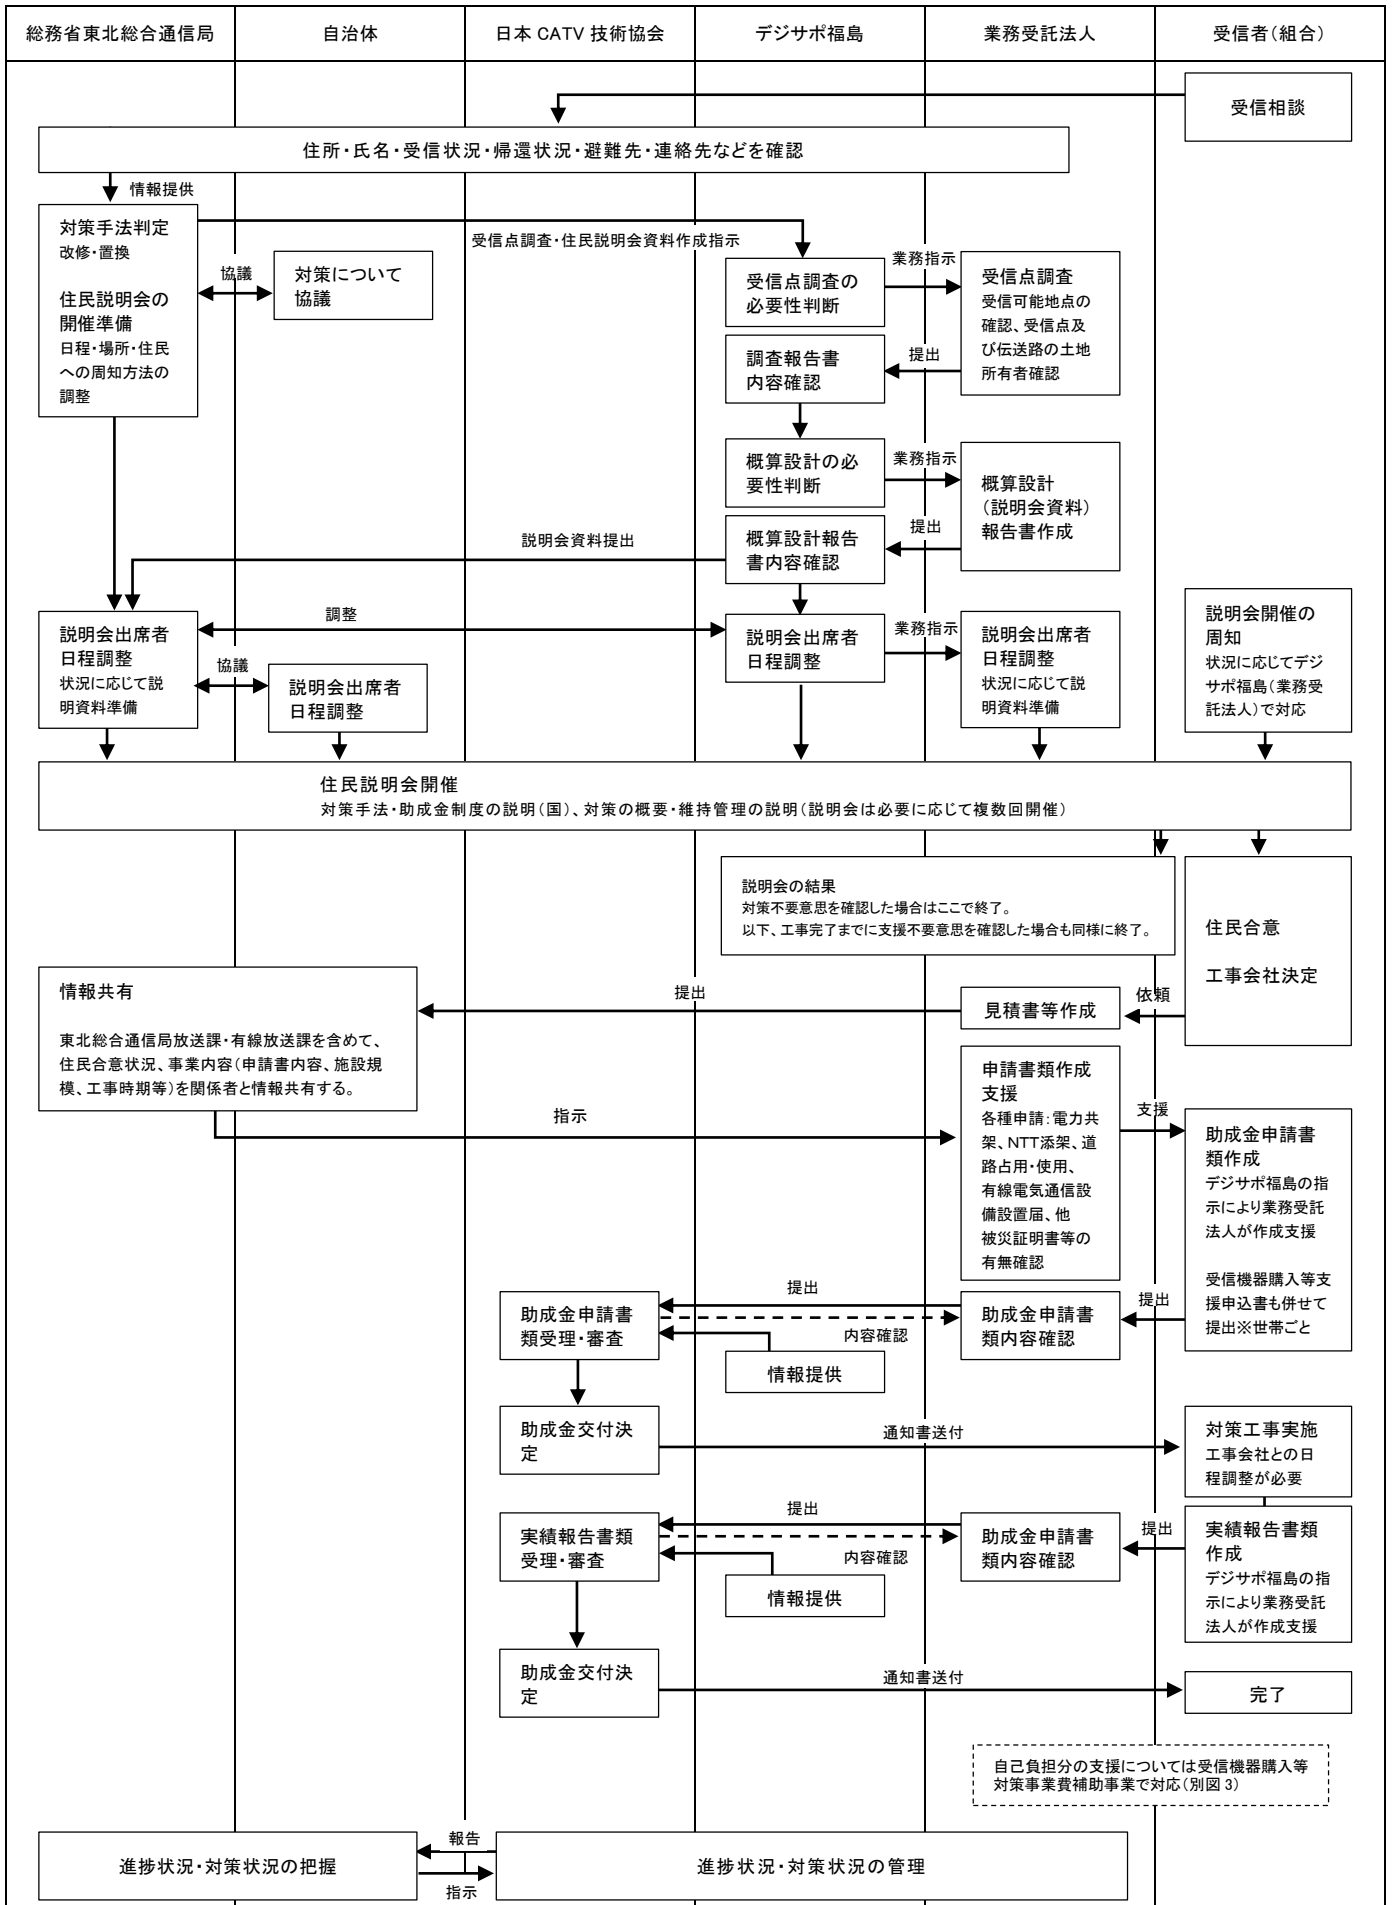 総務省東北総合通信局
自治体
日本 CATV 技術協会
デジサポ福島
業務受託法人
受信者（組合）
受信相談
住所・氏名・受信状況・帰還状況・避難先・連絡先などを確認
情報提供
対策手法判定
改修・置換
住民説明会の
開催準備
日程・場所・住民
への周知方法の
調整
協議
対策について
協議
受信点調査・住民説明会資料作成指示
受信点調査の
必要性判断
業務指示
受信点調査
受信可能地点の
確認、受信点及
び伝送路の土地
所有者確認
提出
調査報告書
内容確認
概算設計の必
要性判断
業務指示
概算設計
（説明会資料）
報告書作成
提出
概算設計報告
書内容確認
説明会資料提出
説明会出席者
日程調整
状況に応じて説
明資料準備
調整
協議
説明会出席者
日程調整
説明会出席者
日程調整
業務指示
説明会出席者
日程調整
状況に応じて説
明資料準備
説明会開催の
周知
状況に応じてデジ
サポ福島（業務受
託法人）で対応
住民説明会開催
対策手法・助成金制度の説明（国）、対策の概要・維持管理の説明（説明会は必要に応じて複数回開催）
説明会の結果
対策不要意思を確認した場合はここで終了。
以下、工事完了までに支援不要意思を確認した場合も同様に終了。
住民合意
工事会社決定
情報共有
東北総合通信局放送課・有線放送課を含めて、
住民合意状況、事業内容（申請書内容、施設規
模、工事時期等）を関係者と情報共有する。
提出
見積書等作成
依頼
指示
申請書類作成
支援
各種申請：電力共
架、NTT添架、道
路占用・使用、
有線電気通信設
備設置届、他
被災証明書等の
有無確認
支援
助成金申請書
類作成
デジサポ福島の指
示により業務受託
法人が作成支援
受信機器購入等支
援申込書も併せて
提出※世帯ごと
助成金申請書
類受理・審査
提出
内容確認
情報提供
助成金申請書
類内容確認
提出
助成金交付決
定
通知書送付
対策工事実施
工事会社との日
程調整が必要
実績報告書類
受理・審査
提出
内容確認
情報提供
助成金申請書
類内容確認
提出
実績報告書類
作成
デジサポ福島の指
示により業務受託
法人が作成支援
助成金交付決
定
通知書送付
完了
自己負担分の支援については受信機器購入等
対策事業費補助事業で対応（別図 3）
進捗状況・対策状況の把握
報告
指示
進捗状況・対策状況の管理